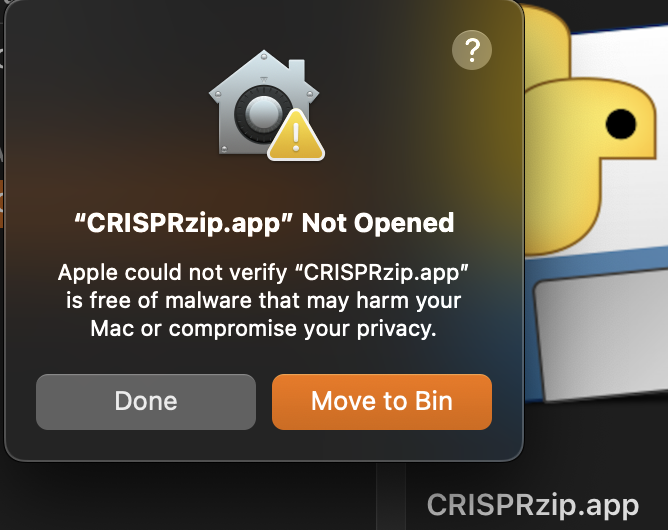 ?
“CRISPRzip.app” Not Opened
Apple could not verify “CRISPRzip.app”
is free of malware that may harm your
Mac or compromise your privacy.
Done
Move to Bin
CRISPRzip.app